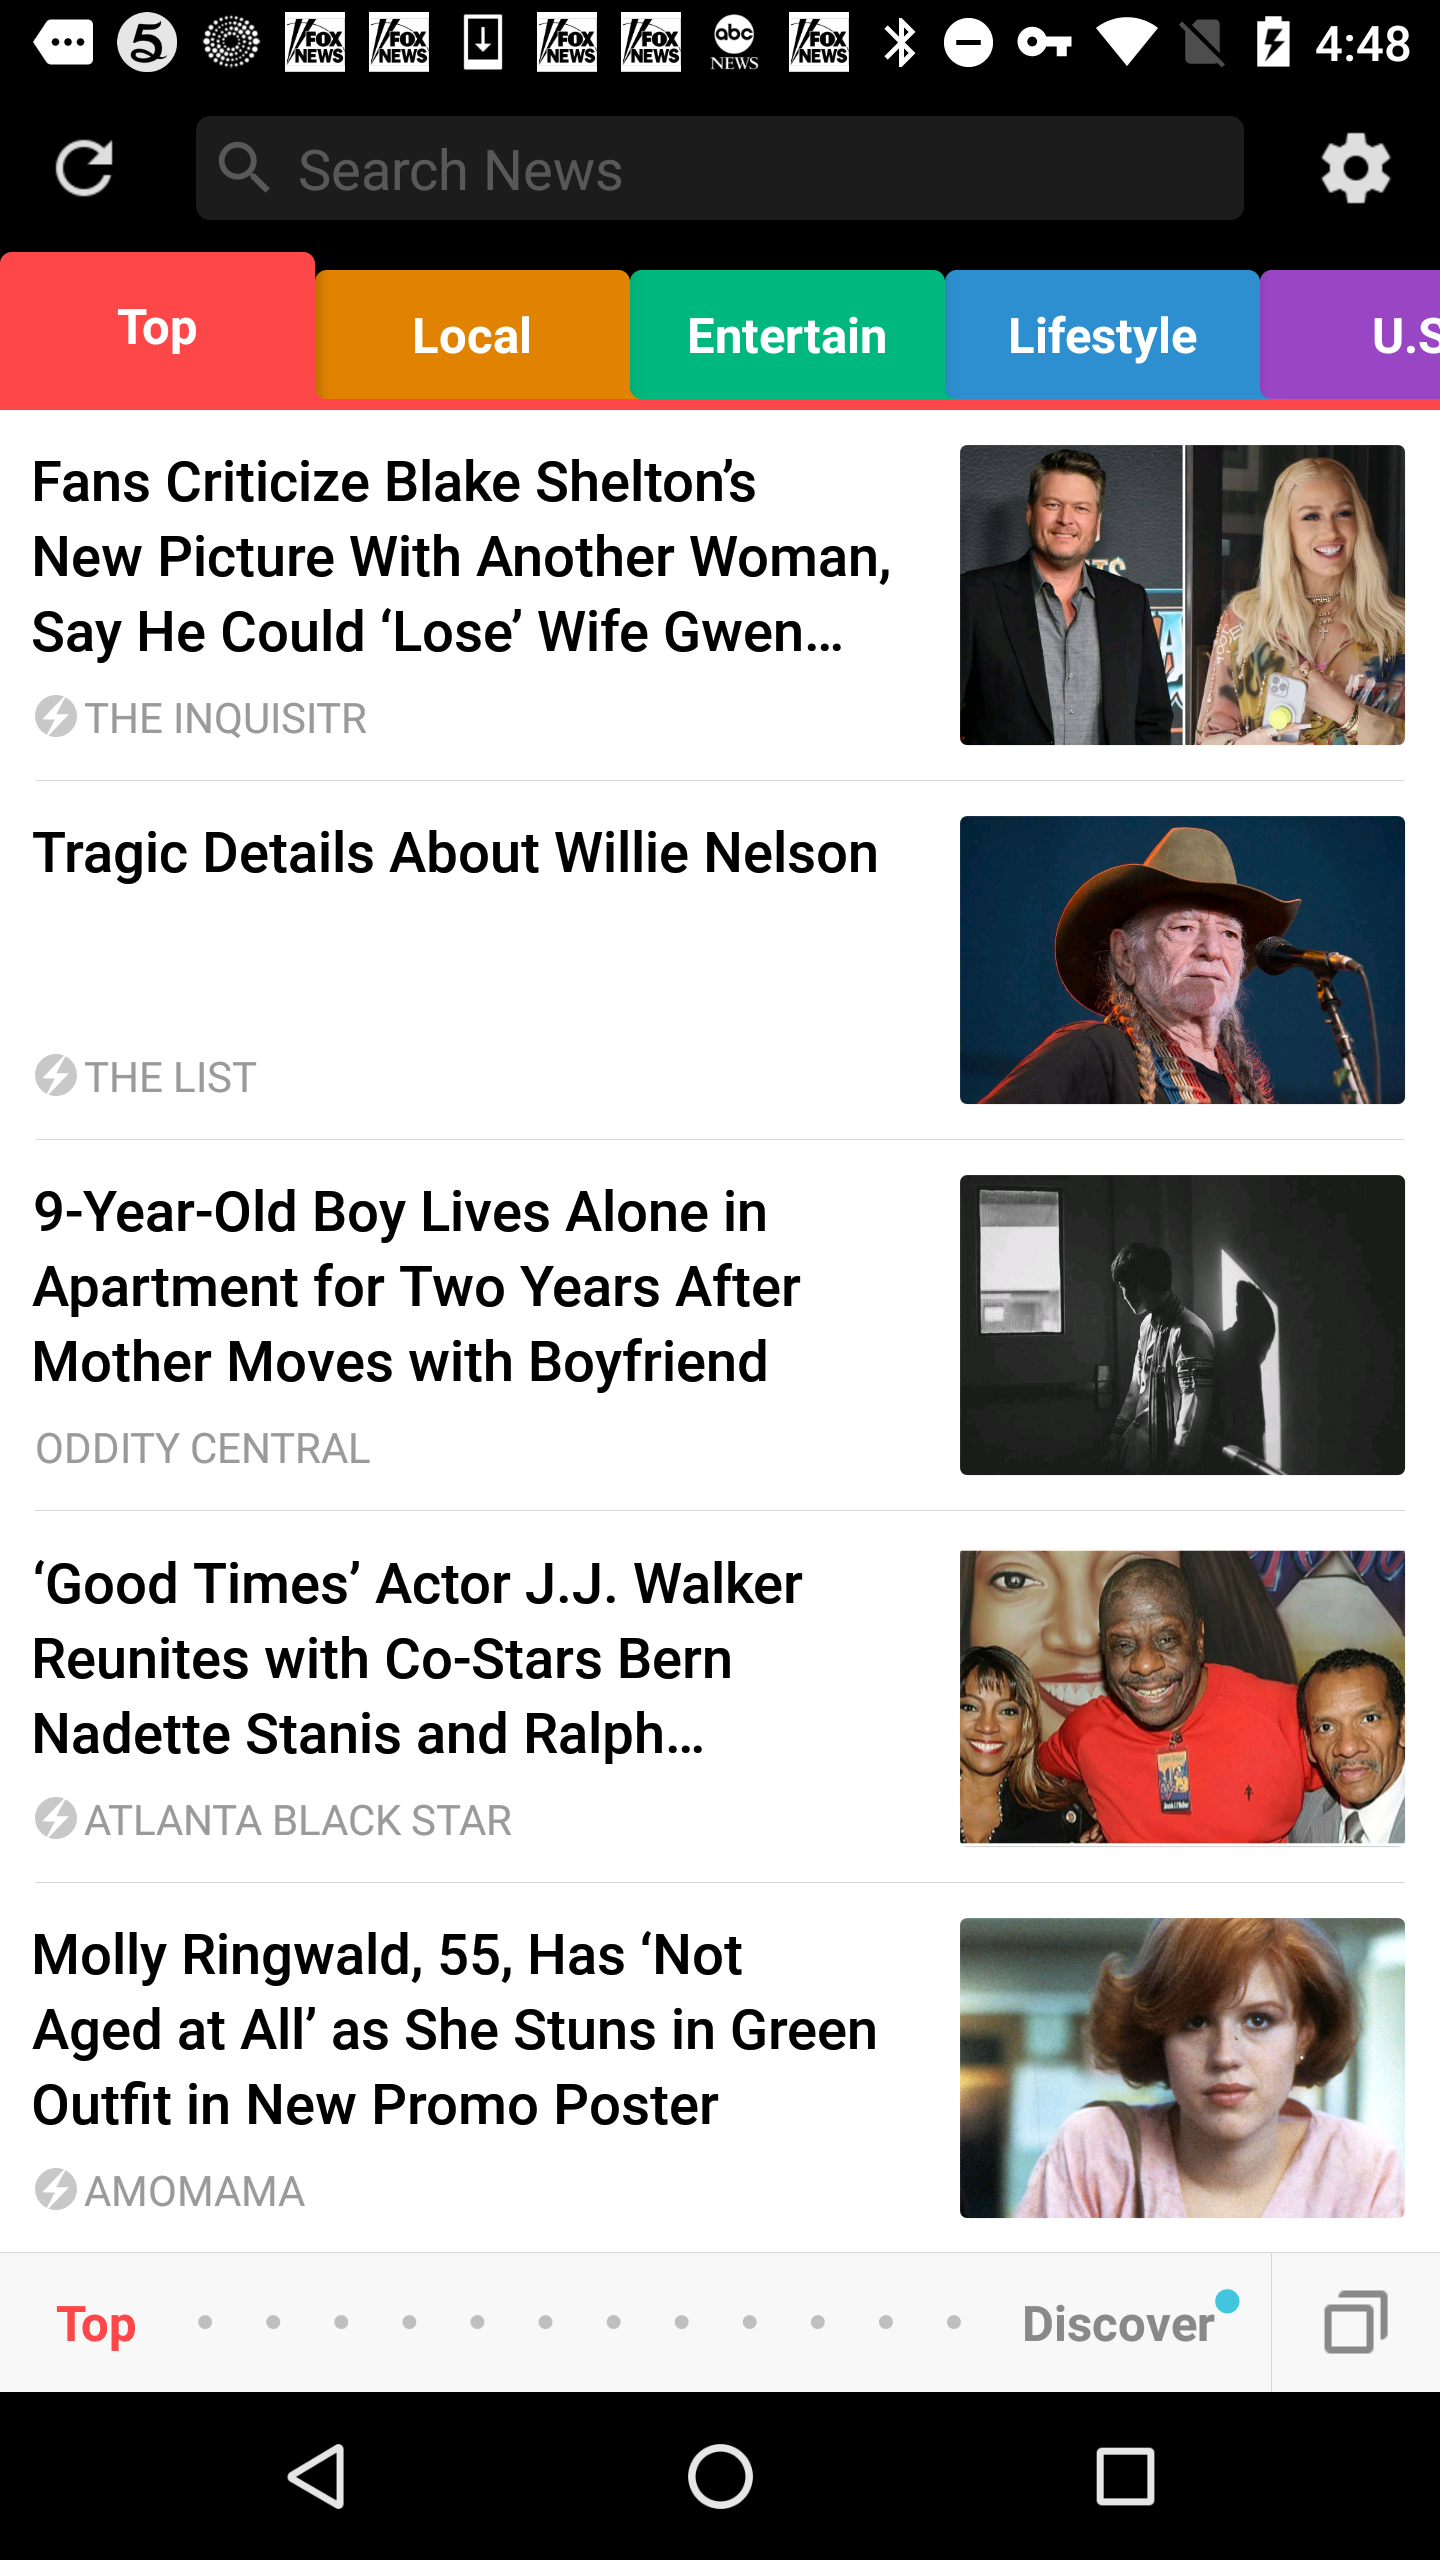 FOX NEWS FOX NEWS FOX NEWS FOX NEWS abc NEWS FOX NEWS 4:48
Search News
Top Local Entertain Lifestyle U.S
Fans Criticize Blake Shelton’s
New Picture With Another Woman,
Say He Could ‘Lose’ Wife Gwen…
THE INQUISITR
Tragic Details About Willie Nelson
THE LIST
9-Year-Old Boy Lives Alone in
Apartment for Two Years After
Mother Moves with Boyfriend
ODDITY CENTRAL
‘Good Times’ Actor J.J. Walker
Reunites with Co-Stars Bern
Nadette Stanis and Ralph…
ATLANTA BLACK STAR
Molly Ringwald, 55, Has ‘Not
Aged at All’ as She Stuns in Green
Outfit in New Promo Poster
AMOMAMA
Top Discover